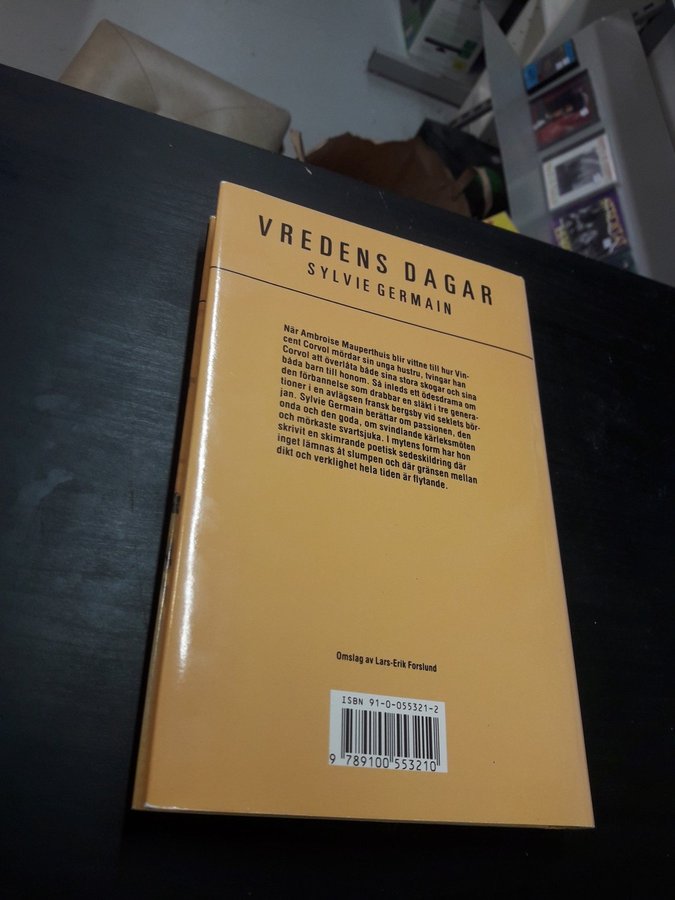 VREDENS DAGAR
SYLVIE GERMAIN
När Ambroise Mauperthuis blir vittne till hur Vin-
cent Corvol mördar sin unga hustru, tvingar han
Corvol att överlåta både sina stora skogar och sina
båda barn till honom. Så inleds ett ödesdrama om
den förbannelse som drabbar en släkt i tre genera-
tioner i en avlägsen fransk bergsby vid seklets bör-
jan. Sylvie Germain berättar om passionen, den
onda och den goda, om svindlande kärleksmöten
och mörkaste svartsjuka. I mytens form har hon
skrivit en skimrande poetisk sedeskildring där
inget lämnas åt slumpen och där gränsen mellan
dikt och verklighet hela tiden är flytande.
Omslag av Lars-Erik Forslund
ISBN 91-0-055321-2
9 789100 553210